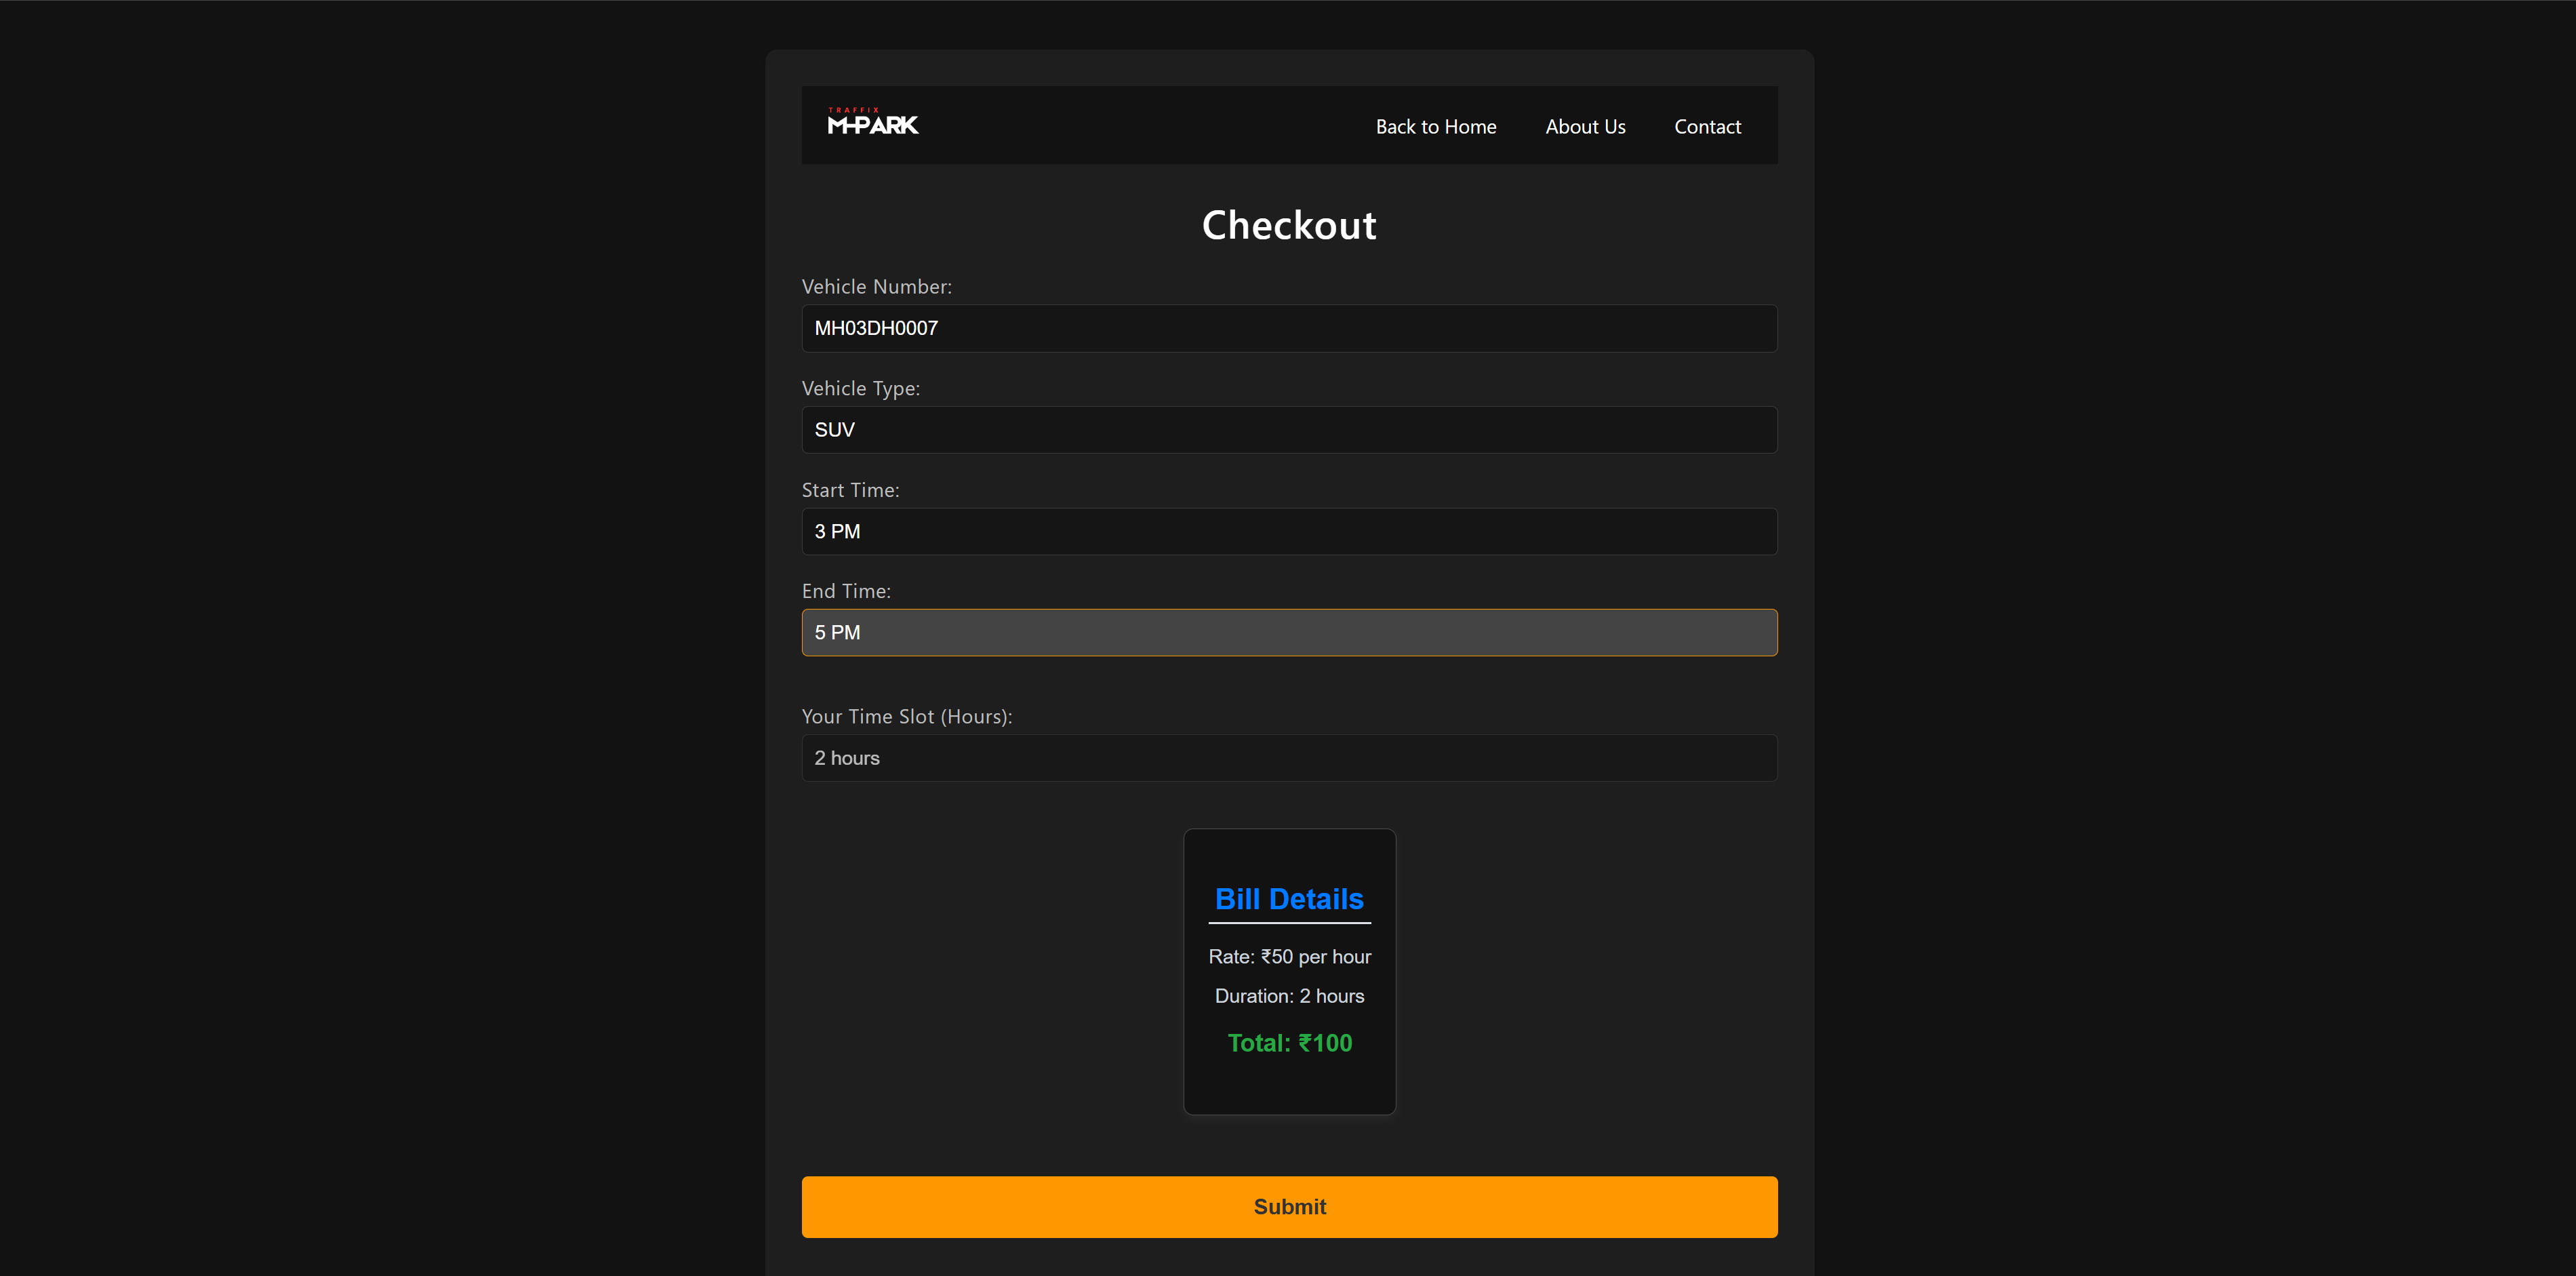 TRAFFIX
M-PARK
Back to Home About Us Contact
Checkout
Vehicle Number:
MH03DH0007
Vehicle Type:
SUV
Start Time:
3 PM
End Time:
5 PM
Your Time Slot (Hours):
2 hours
Bill Details
Rate: ₹50 per hour
Duration: 2 hours
Total: ₹100
Submit